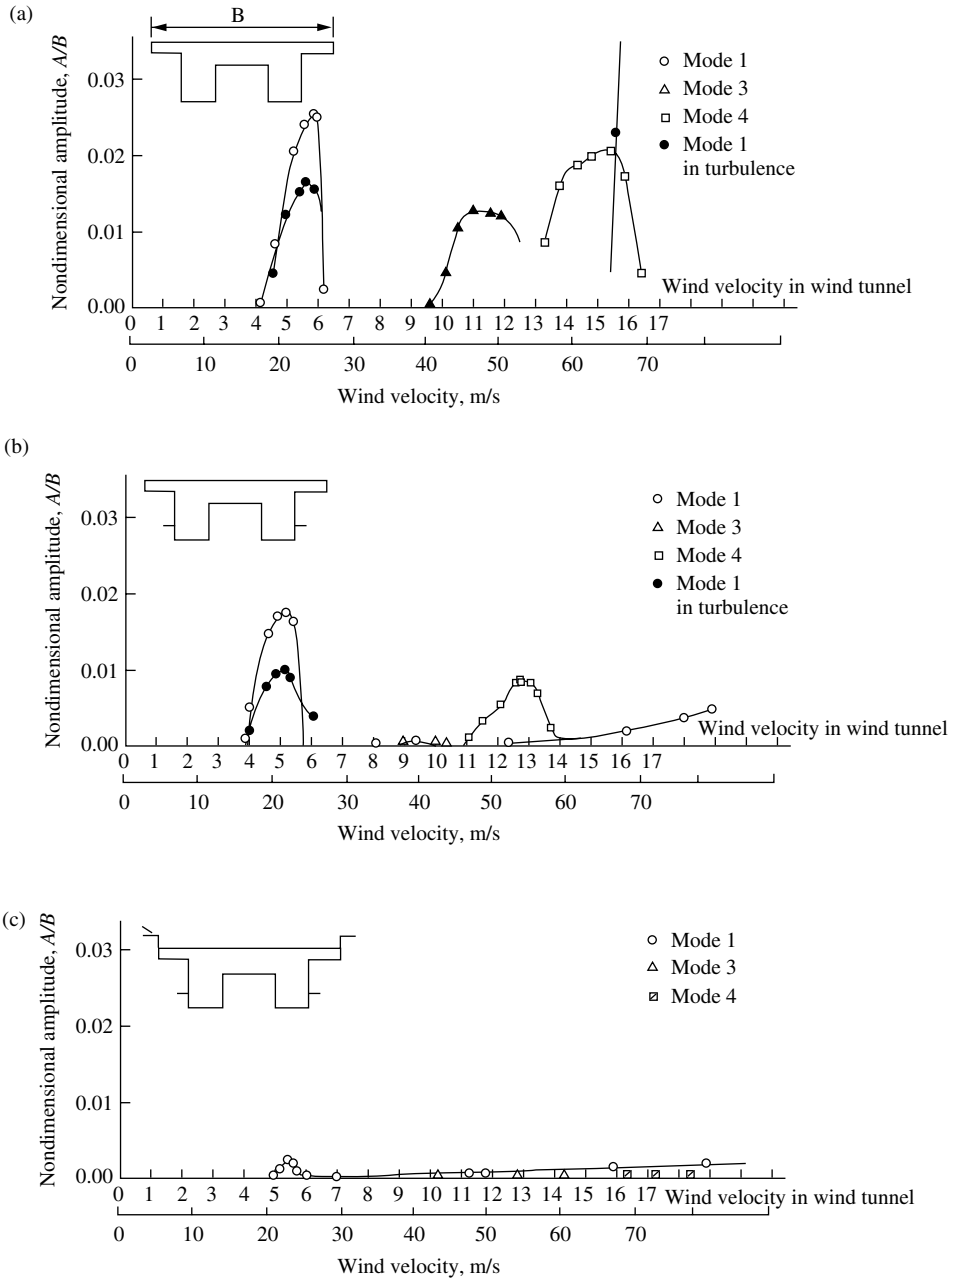 (a)
B
Nondimensional amplitude, A/B
0.03
0.02
0.01
0.00
Mode 1
Mode 3
Mode 4
Mode 1
in turbulence
Wind velocity in wind tunnel
0 1 2 3 4 5 6 7 8 9 10 11 12 13 14 15 16 17
0 10 20 30 40 50 60 70
Wind velocity, m/s
(b)
Nondimensional amplitude, A/B
0.03
0.02
0.01
0.00
Mode 1
Mode 3
Mode 4
Mode 1
in turbulence
Wind velocity in wind tunnel
0 1 2 3 4 5 6 7 8 9 10 11 12 13 14 15 16 17
0 10 20 30 40 50 60 70
Wind velocity, m/s
(c)
Nondimensional amplitude, A/B
0.03
0.02
0.01
0.00
Mode 1
Mode 3
Mode 4
0 1 2 3 4 5 6 7 8 9 10 11 12 13 14 15 16 17 Wind velocity in wind tunnel
0 10 20 30 40 50 60 70
Wind velocity, m/s